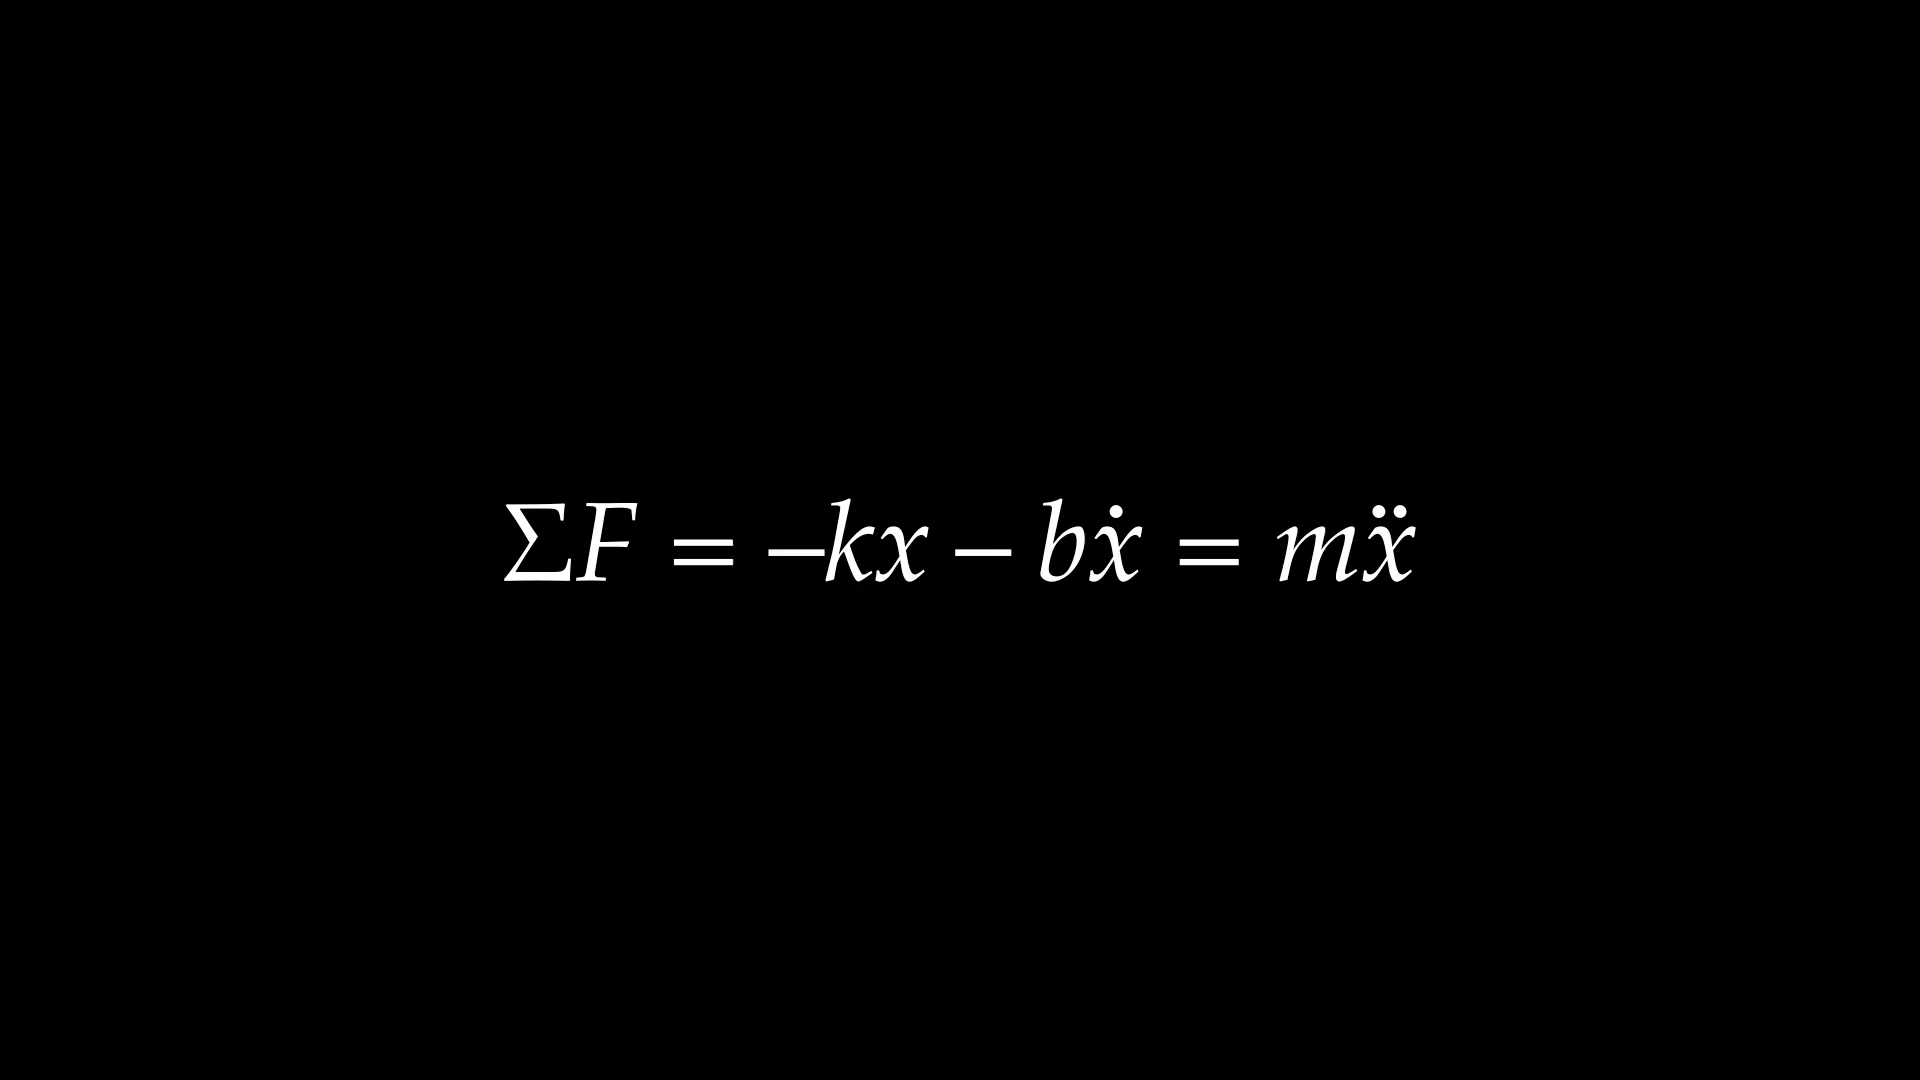 ΣF = −kx − bẋ = mẍ